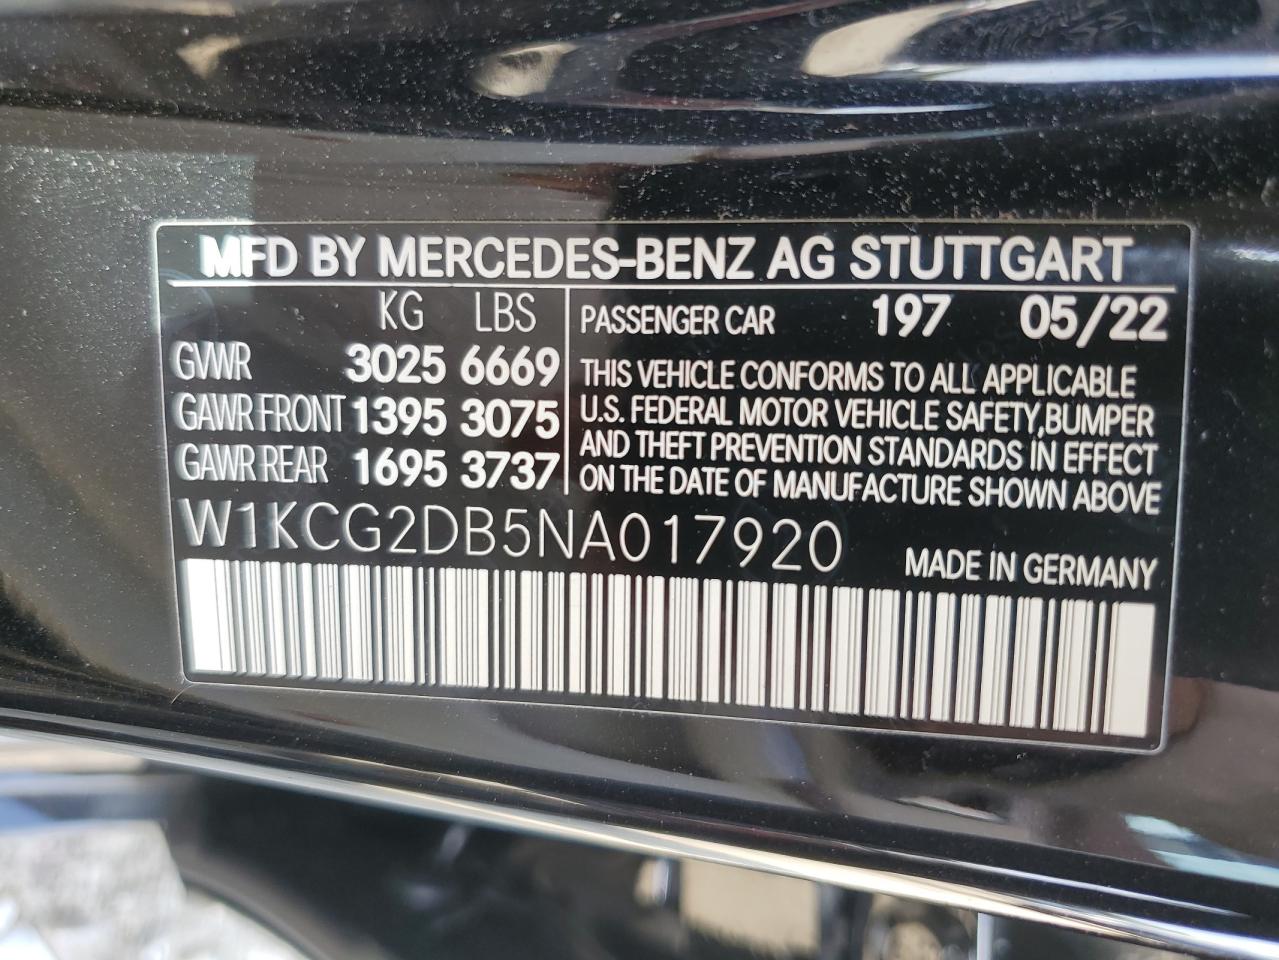 MFD BY MERCEDES-BENZ AG STUTTGART
KG LBS
GVWR 3025 6669
GAWR FRONT 1395 3075
GAWR REAR 1695 3737
PASSENGER CAR 197 05/22
THIS VEHICLE CONFORMS TO ALL APPLICABLE
U.S. FEDERAL MOTOR VEHICLE SAFETY,BUMPER
AND THEFT PREVENTION STANDARDS IN EFFECT
ON THE DATE OF MANUFACTURE SHOWN ABOVE
W1KCG2DB5NA017920
MADE IN GERMANY